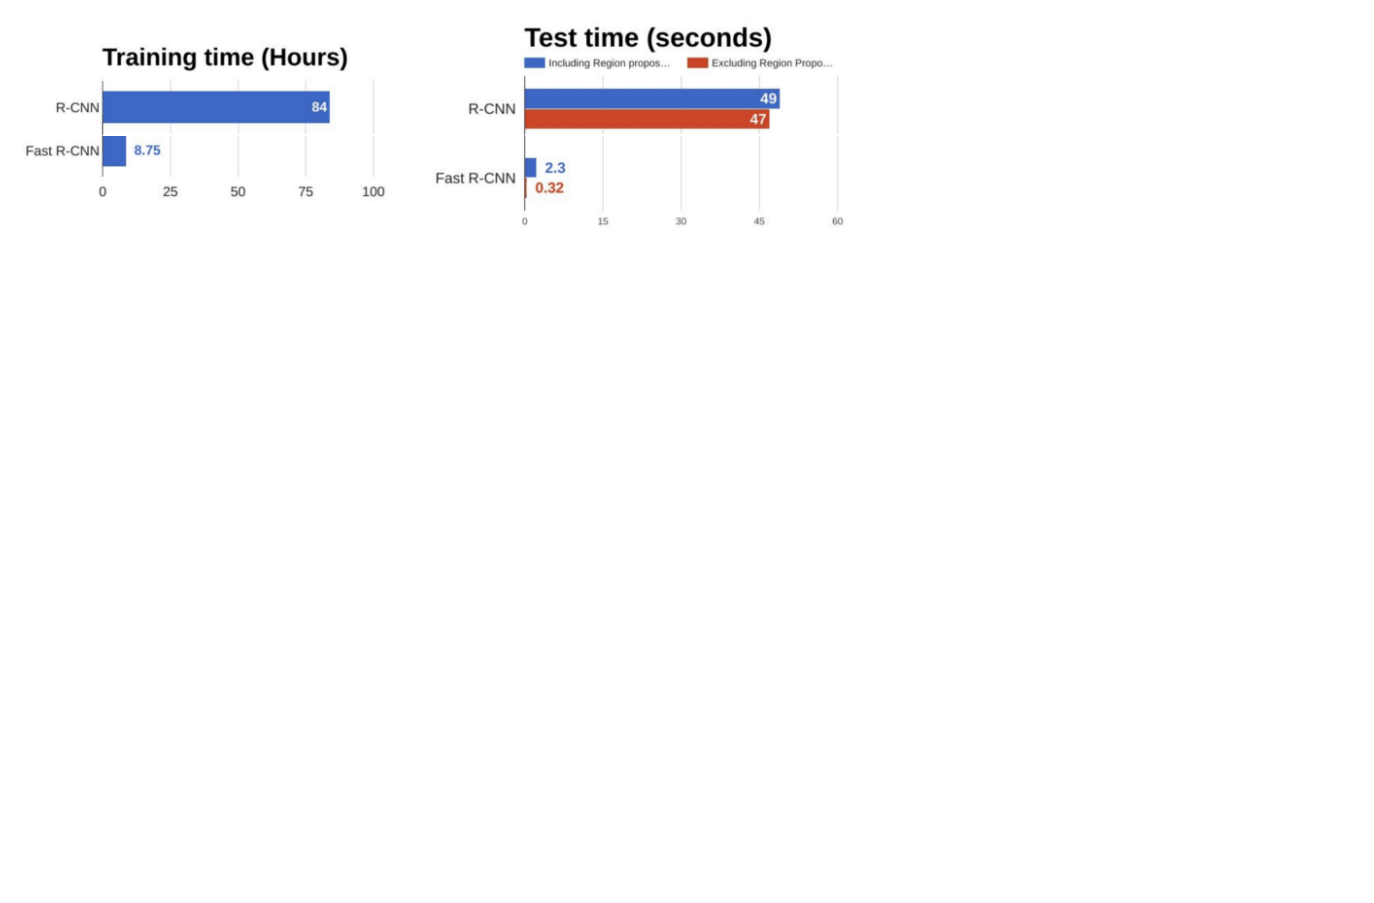 Training time (Hours)
R-CNN 84
Fast R-CNN 8.75
0 25 50 75 100
Test time (seconds)
Including Region propos... Excluding Region Propo...
R-CNN 49
47
Fast R-CNN 2.3
0.32
0 15 30 45 60